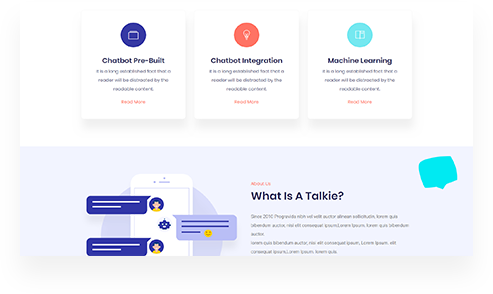 Chatbot Pre-Built
It is a long established fact that a
reader will be distracted by the
readable content.
Read More
Chatbot Integration
It is a long established fact that a
reader will be distracted by the
readable content.
Read More
Machine Learning
It is a long established fact that a
reader will be distracted by the
readable content.
Read More
About Us
What Is A Talkie?
Since 2010 Progravida nibh vel velit auctor alinean sollicitudin, lorem quis
bibendum auctor, nisi elit consequat ipsum,Lorem Ipsum. lorem quis bibendum
auctor
lorem quis bibendum auctor, nisi elit consequat ipsum, Lorem Ipsum, elit
consequat ipsum, lorem quis.